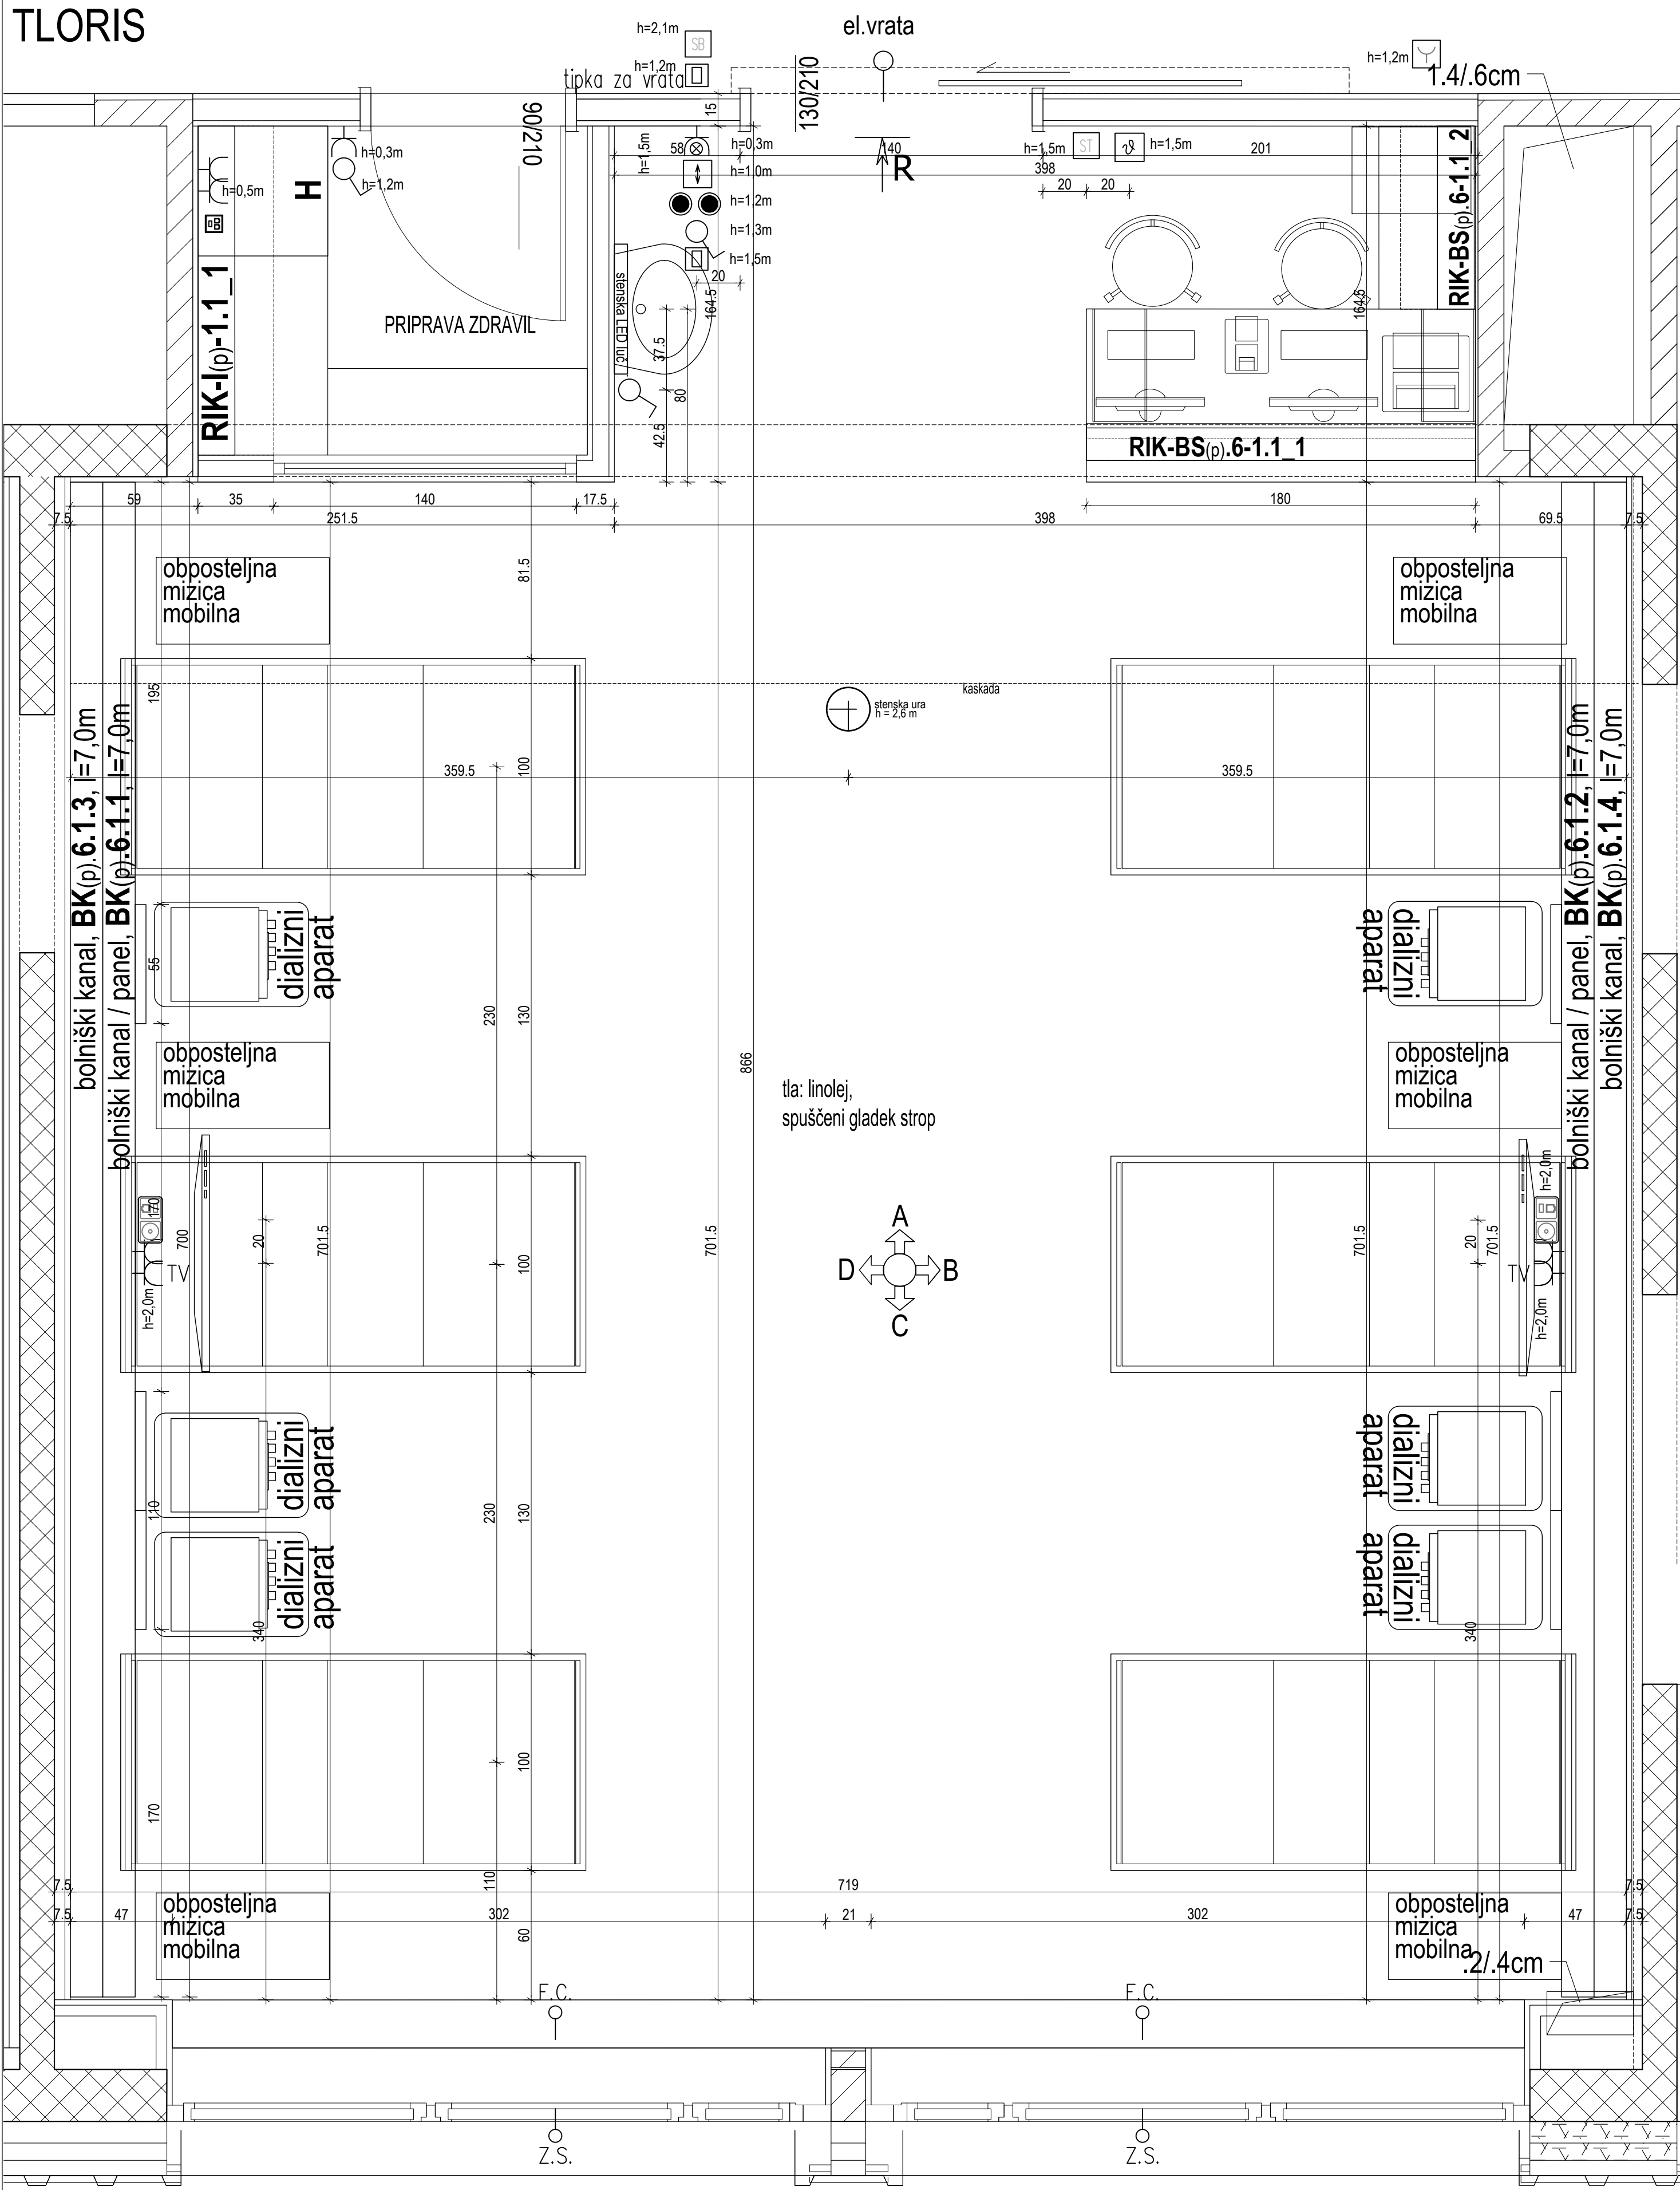 TLORIS
h=2,1m
SB
el.vrata
h=1,2m
tipka za vrata
h=1,2m
1.4/.6cm
130/210
90/210
15
h=0,3m
h=1,2m
h=0,5m
H
h=1,5m
58
h=0,3m
140
h=1,0m
h=1,2m
h=1,3m
h=1,5m
20
R
h=1,5m
ST
h=1,5m
201
398
20
20
RIK-BS(p).6-1.1_2
RIK-I(d)-1.1_1
PRIPRAVA ZDRAVIL
stenska LED luč
164.5
164.5
37.5
80
42.5
RIK-BS(p).6-1.1_1
59
35
140
17.5
180
7.5
251.5
398
69.5
7.5
81.5
obposteljna
mizica
mobilna
obposteljna
mizica
mobilna
195
kaskada
stenska ura
h = 2,6 m
359.5
100
359.5
bolniški kanal, BK(p).6.1.3, l=7,0m
bolniški kanal / panel, BK(p).6.1.1, l=7,0m
bolniški kanal / panel, BK(p).6.1.2, l=7,0m
bolniški kanal, BK(p).6.1.4, l=7,0m
55
dializni
aparat
dializni
aparat
230
130
866
obposteljna
mizica
mobilna
obposteljna
mizica
mobilna
tla: linolej,
spuščeni gladek strop
170
700
20
701.5
100
701.5
701.5
20
701.5
h=2,0m
TV
h=2,0m
TV
h=2,0m
A
D
B
C
dializni
aparat
dializni
aparat
110
230
130
dializni
aparat
dializni
aparat
340
340
170
100
110
7.5
719
7.5
7.5
47
302
21
302
47
7.5
60
obposteljna
mizica
mobilna
obposteljna
mizica
mobilna
.2/.4cm
F.C.
F.C.
Z.S.
Z.S.